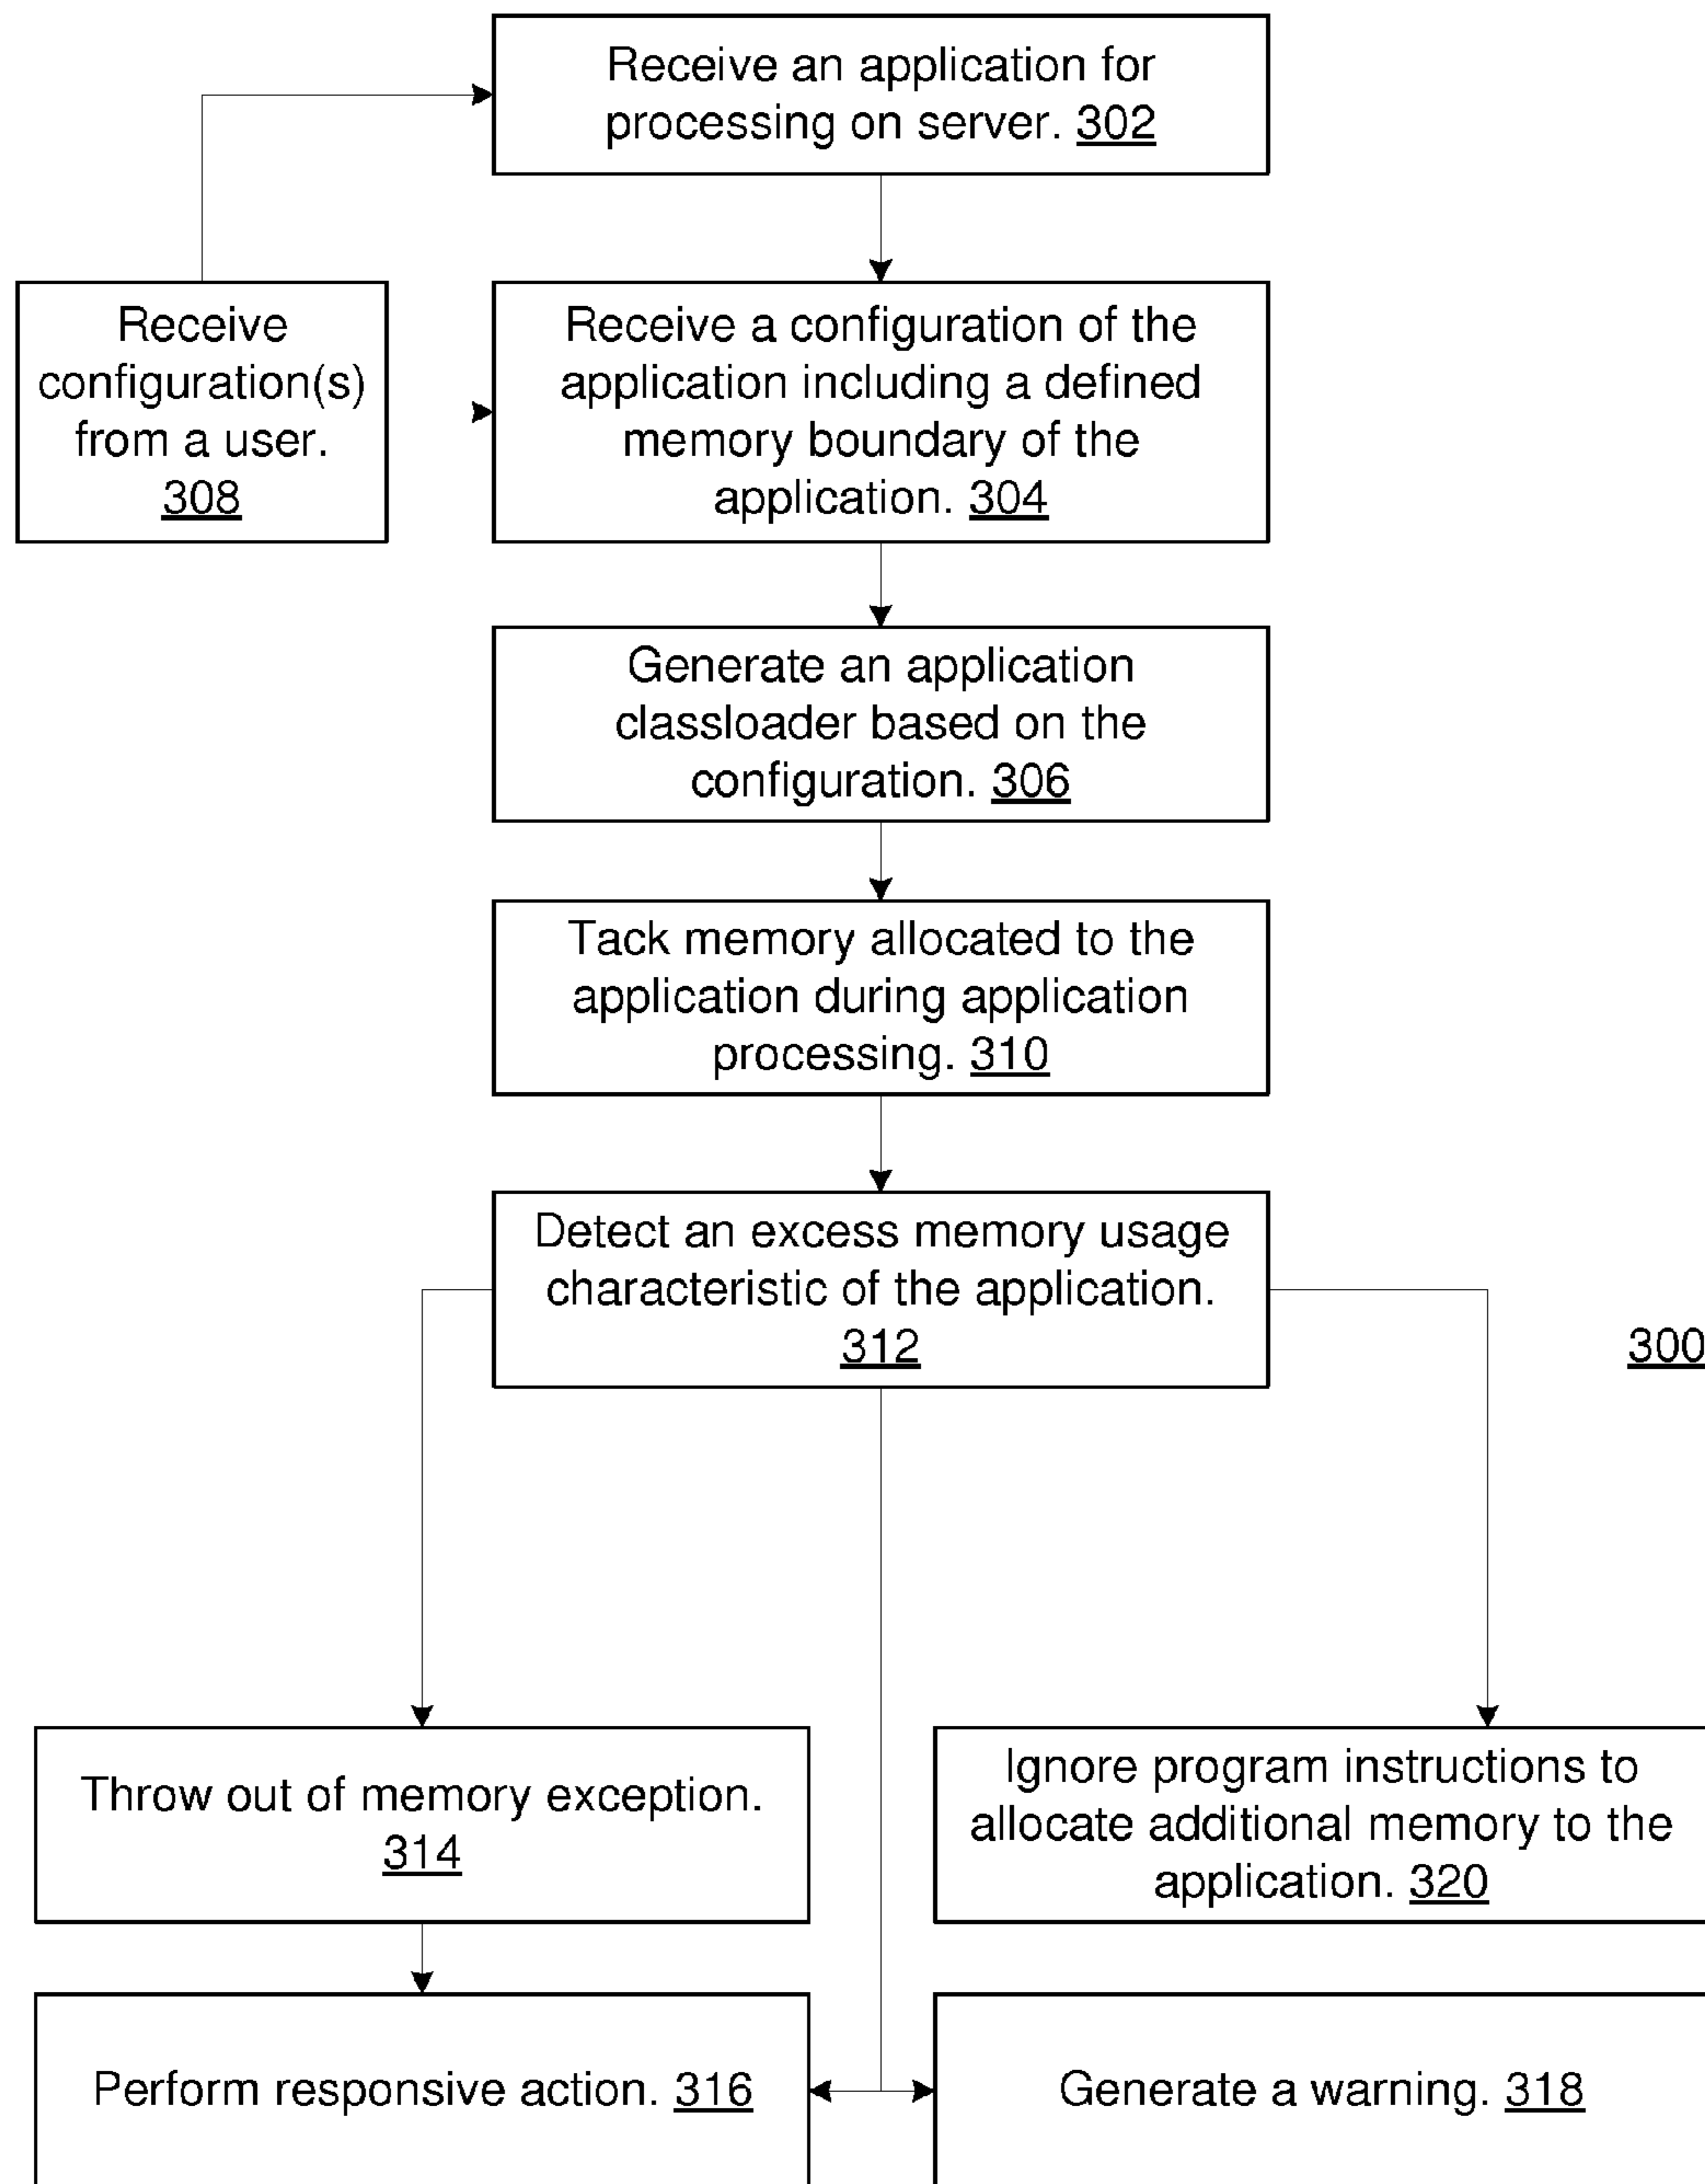 Receive an application for
processing on server. 302
Receive
configuration(s)
from a user.
308
Receive a configuration of the
application including a defined
memory boundary of the
application. 304
Generate an application
classloader based on the
configuration. 306
Tack memory allocated to the
application during application
processing. 310
Detect an excess memory usage
characteristic of the application.
312
300
Throw out of memory exception.
314
Ignore program instructions to
allocate additional memory to the
application. 320
Perform responsive action. 316
Generate a warning. 318